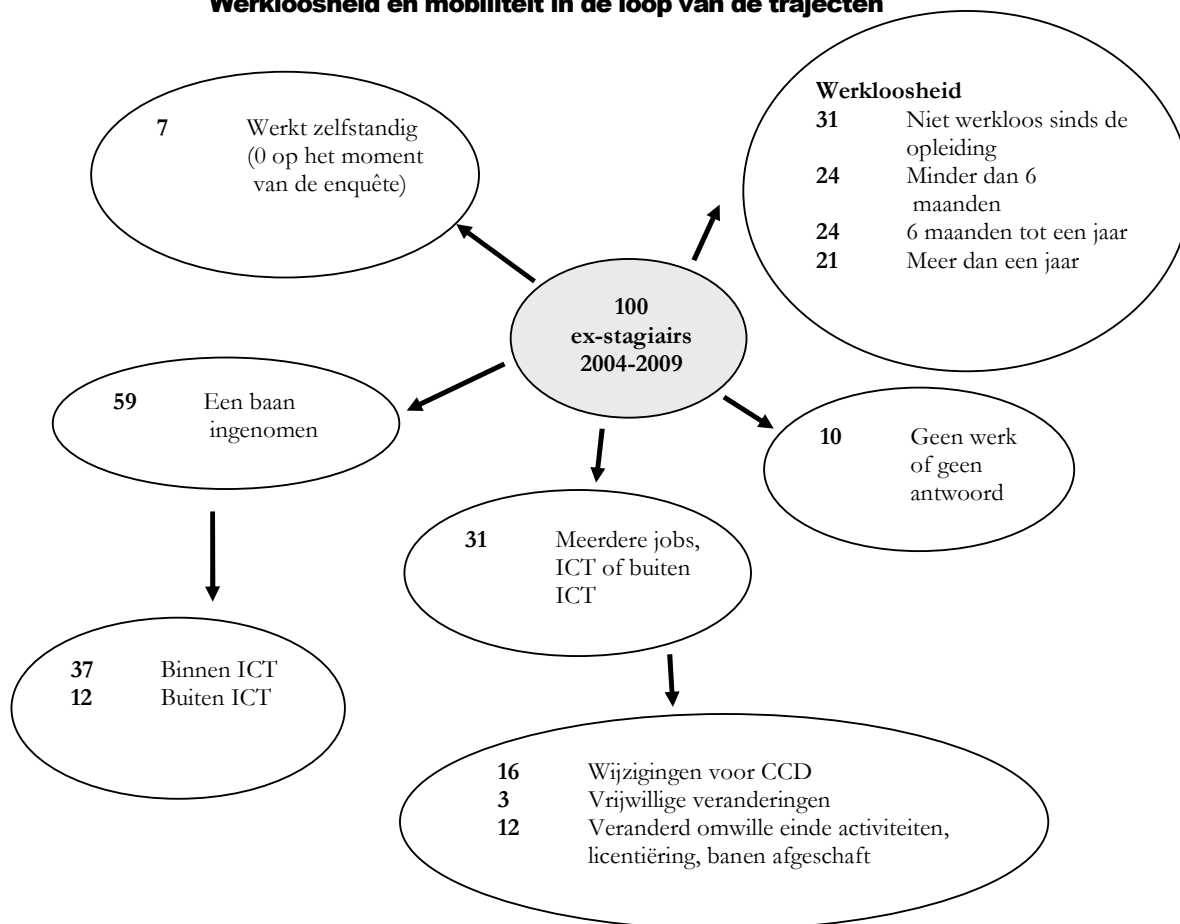 Werkloosheid en mobiliteit in de loop van de trajecten
7 Werkt zelfstandig
(0 op het moment
van de enquête)
Werkloosheid
31 Niet werkloos sinds de
opleiding
24 Minder dan 6
maanden
24 6 maanden tot een jaar
21 Meer dan een jaar
100
ex-stagiairs
2004-2009
59 Een baan
ingenomen
10 Geen werk
of geen
antwoord
31 Meerdere jobs,
ICT of buiten
ICT
37 Binnen ICT
12 Buiten ICT
16 Wijzigingen voor CCD
3 Vrijwillige veranderingen
12 Veranderd omwille einde activiteiten,
licentiëring, banen afgeschaft